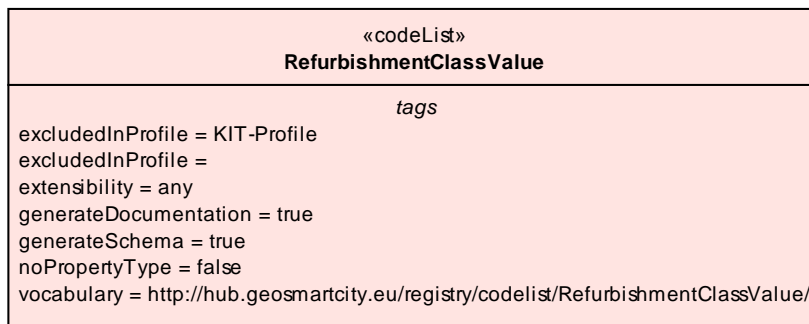 «codeList»
RefurbishmentClassValue
tags
excludedInProfile = KIT-Profile
excludedInProfile =
extensibility = any
generateDocumentation = true
generateSchema = true
noPropertyType = false
vocabulary = http://hub.geosmartcity.eu/registry/codelist/RefurbishmentClassValue/